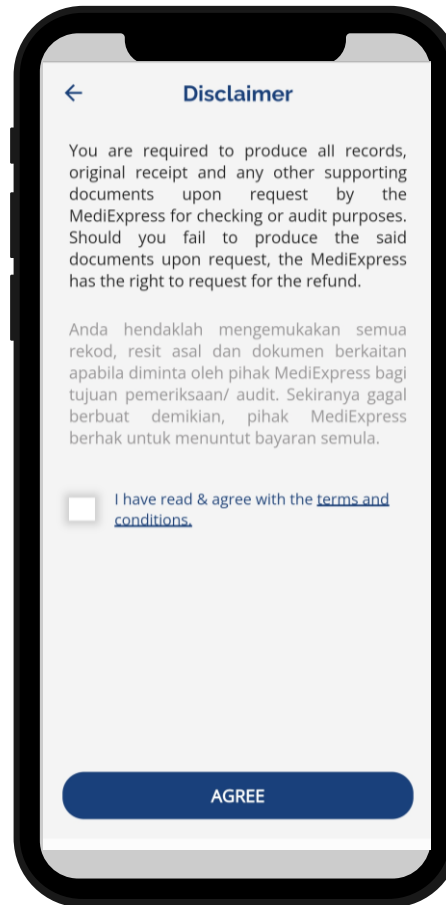 Disclaimer
You are required to produce all records,
original receipt and any other supporting
documents upon request by the
MediExpress for checking or audit purposes.
Should you fail to produce the said
documents upon request, the MediExpress
has the right to request for the refund.
Anda hendaklah mengemukakan semua
rekod, resit asal dan dokumen berkaitan
apabila diminta oleh pihak MediExpress bagi
tujuan pemeriksaan/ audit. Sekiranya gagal
berbuat demikian, pihak MediExpress
berhak untuk menuntut bayaran semula.
I have read & agree with the terms and
conditions.
AGREE